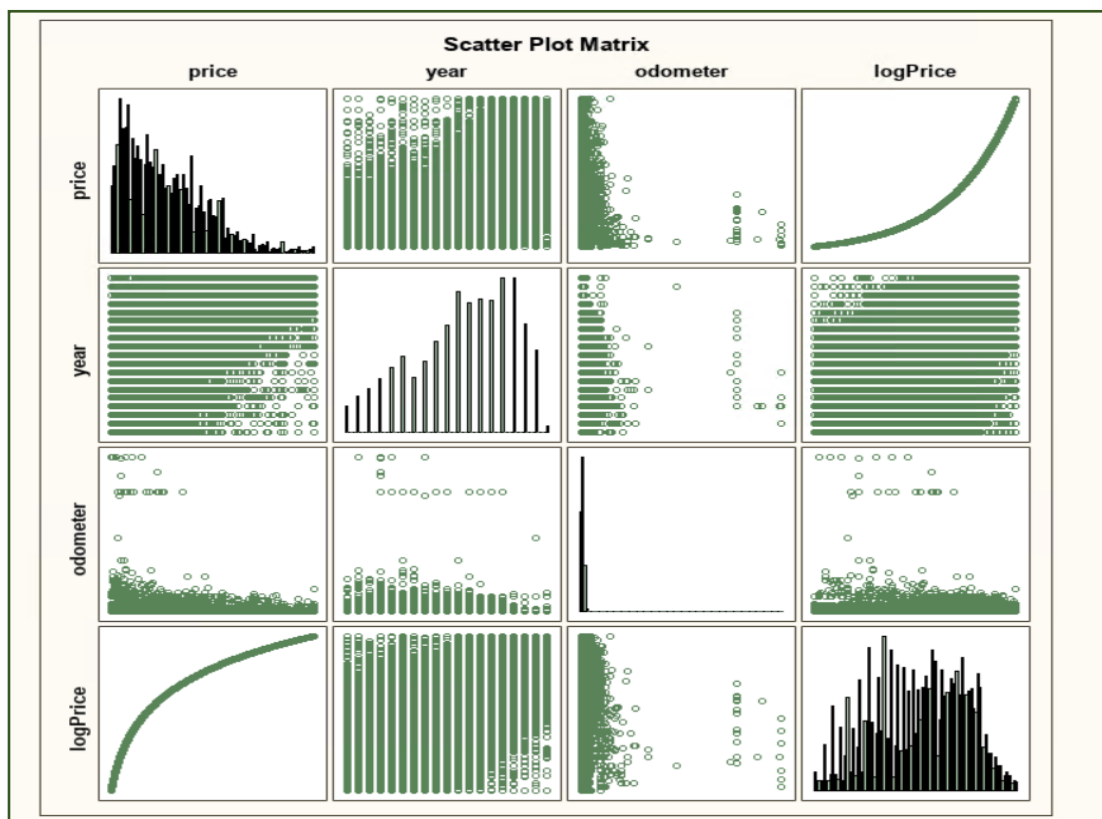 Scatter Plot Matrix
price year odometer logPrice
price
year
odometer
logPrice